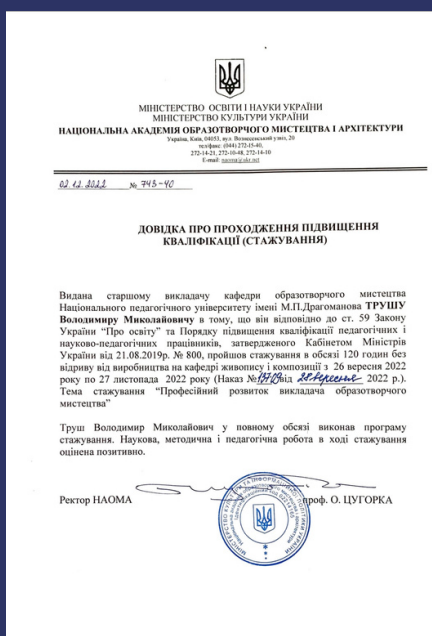 МІНІСТЕРСТВО ОСВІТИ І НАУКИ УКРАЇНИ
МІНІСТЕРСТВО КУЛЬТУРИ УКРАЇНИ
НАЦІОНАЛЬНА АКАДЕМІЯ ОБРАЗОТВОРЧОГО МИСТЕЦТВА І АРХІТЕКТУРИ
Україна, Київ, 04053, вул. Вознесенський узвіз, 20
тел/факс: (044) 272-15-40,
272-14-21, 272-10-48, 272-14-10
E-mail: naoma@ukr.net
02.12.2022 № 743-40
ДОВІДКА ПРО ПРОХОДЖЕННЯ ПІДВИЩЕННЯ
КВАЛІФІКАЦІЇ (СТАЖУВАННЯ)
Видана старшому викладачу кафедри образотворчого мистецтва
Національного педагогічного університету імені М.П.Драгоманова ТРУШУ
Володимиру Миколайовичу в тому, що він відповідно до ст. 59 Закону
України “Про освіту” та Порядку підвищення кваліфікації педагогічних і
науково-педагогічних працівників, затвердженого Кабінетом Міністрів
України від 21.08.2019р. № 800, пройшов стажування в обсязі 120 годин без
відриву від виробництва на кафедрі живопису і композиції з 26 вересня 2022
року по 27 листопада 2022 року (Наказ № від 28 вересня 2022 р.).
Тема стажування “Професійний розвиток викладача образотворчого
мистецтва”
Труш Володимир Миколайович у повному обсязі виконав програму
стажування. Наукова, методична і педагогічна робота в ході стажування
оцінена позитивно.
Ректор НАОМА проф. О. ЦУГОРКА